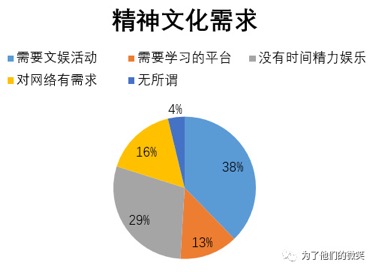 精神文化需求
需要文娱活动 需要学习的平台 没有时间精力娱乐
对网络有需求 无所谓
4%
38%
16%
29%
13%
为了他们的微笑